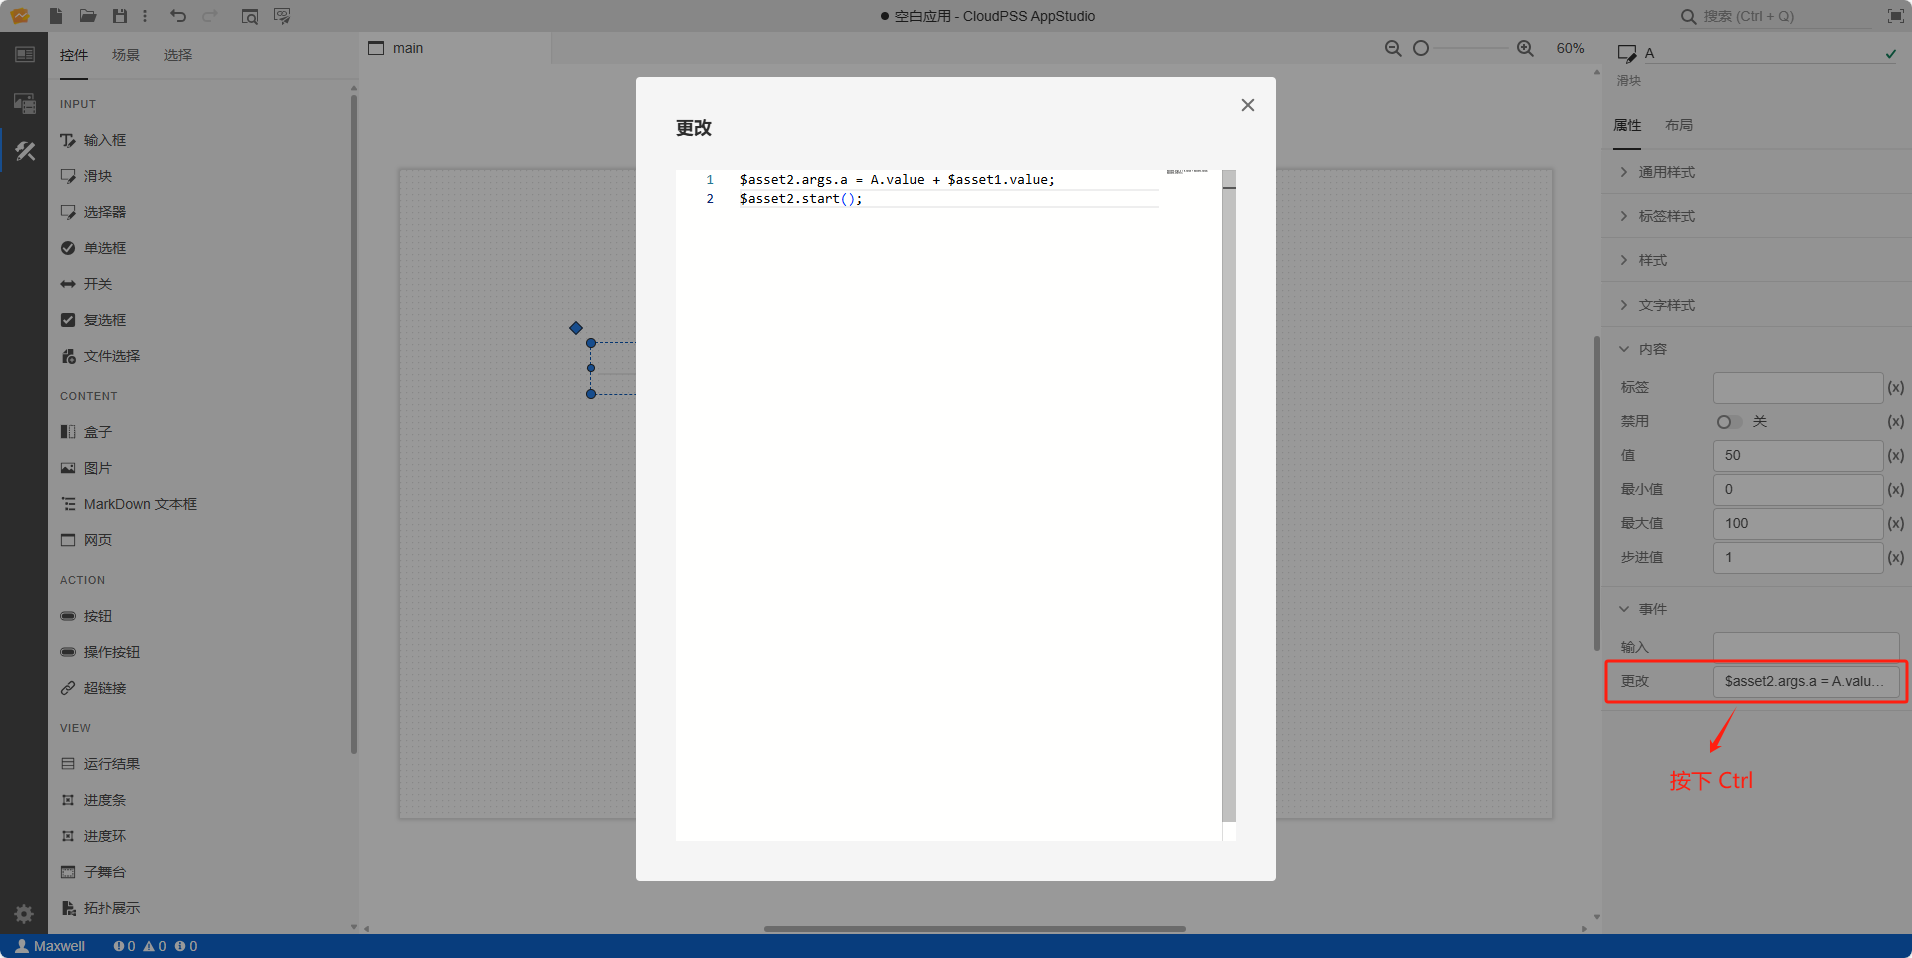 ● 空白应用 - CloudPSS AppStudio
搜索 (Ctrl + Q)
控件 场景 选择
INPUT
输入框
滑块
选择器
单选框
开关
复选框
文件选择
CONTENT
盒子
图片
MarkDown 文本框
网页
ACTION
按钮
操作按钮
超链接
VIEW
运行结果
进度条
进度环
子舞台
拓扑展示
main
60%
更改
1 $asset2.args.a = A.value + $asset1.value;
2 $asset2.start();
A
滑块
属性 布局
通用样式
标签样式
样式
文字样式
内容
标签 (x)
禁用 关 (x)
值 50 (x)
最小值 0 (x)
最大值 100 (x)
步进值 1 (x)
事件
输入
更改 $asset2.args.a = A.valu...
按下 Ctrl
Maxwell 0 0 0